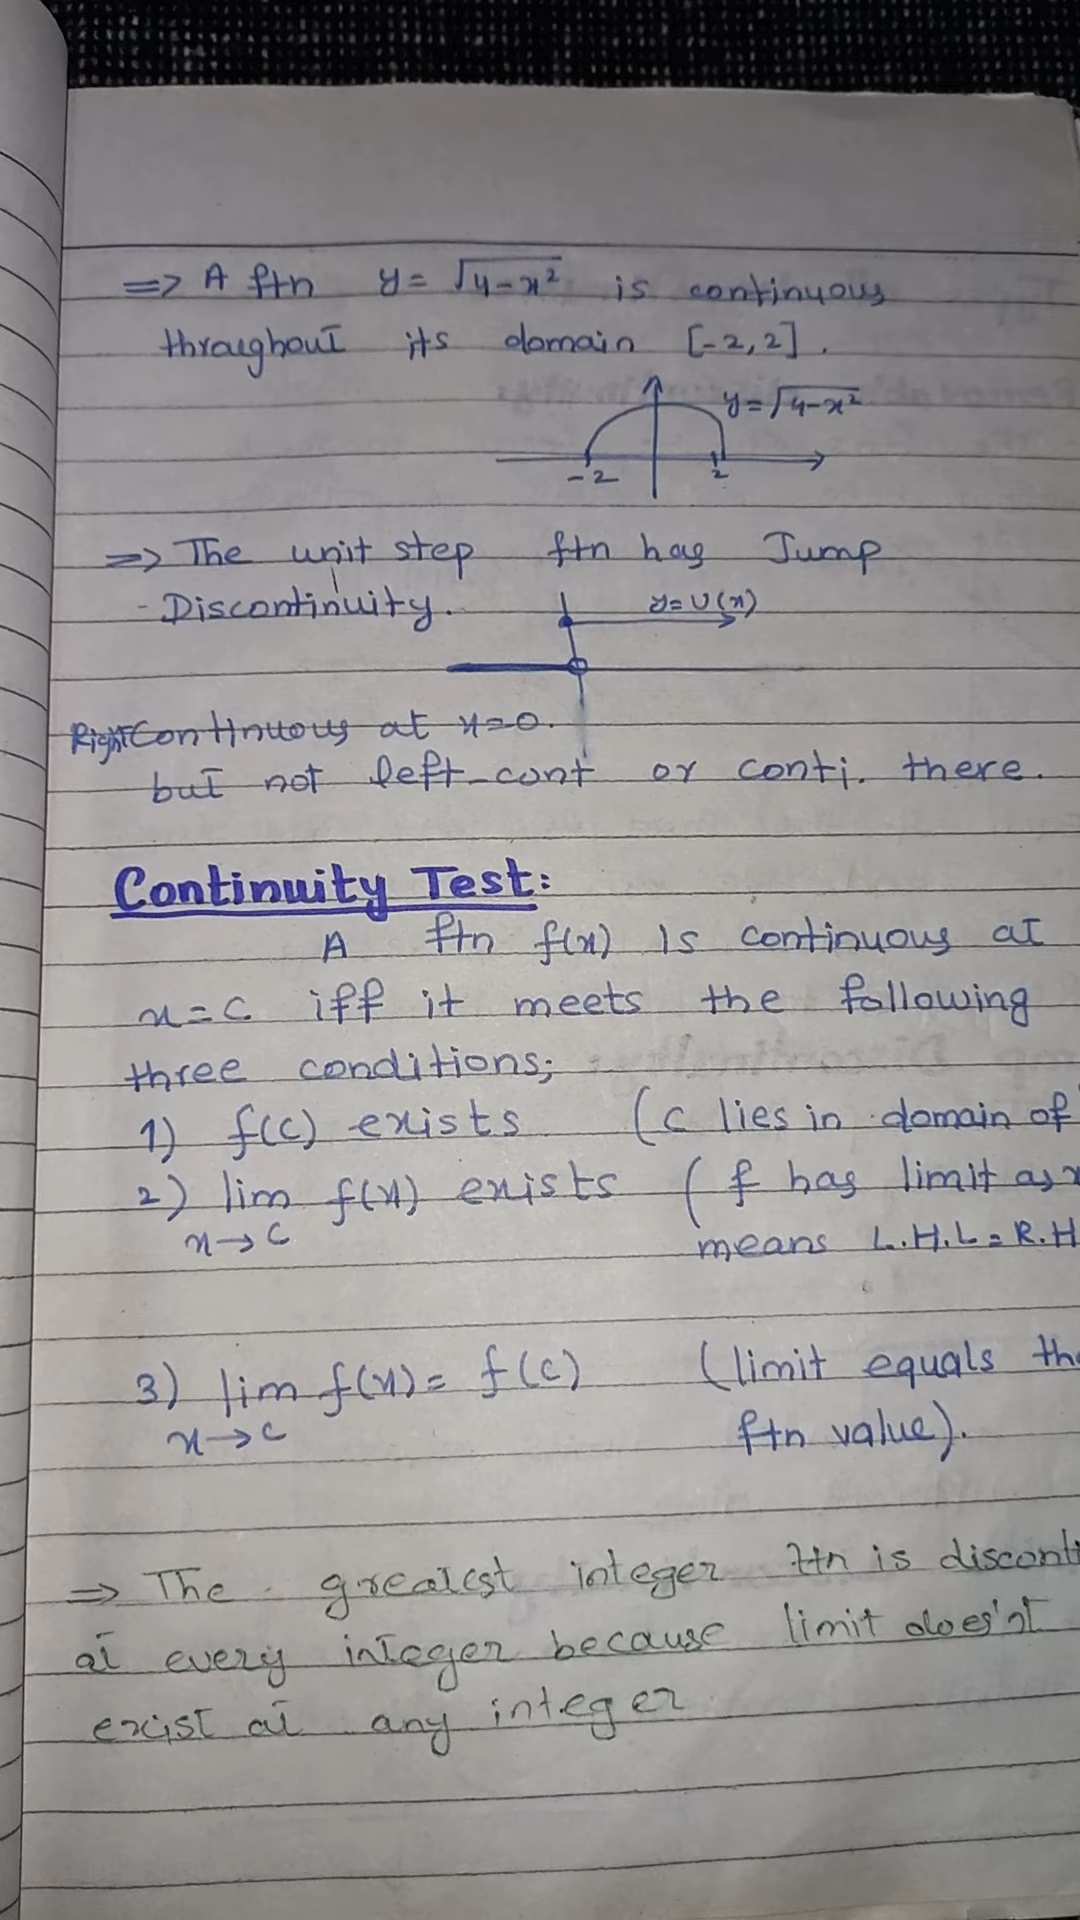 => A ftn y = √4-x² is continuous
throughout its domain [-2,2].
y=√4-x²
-2 2
=> The unit step ftn has Jump
- Discontinuity.
y=U(x)
Right Continuous at x=0.
but not left cont or conti. there.
Continuity Test:
A ftn f(x) is continuous at
x=c iff it meets the following
three conditions;
1) f(c) exists (c lies in domain of
2) lim f(x) exists (f has limit as x
x→c means L.H.L=R.H
3) lim f(x) = f(c) (limit equals the
x→c ftn value).
=> The greatest integer ftn is disconti
at every integer because limit does'nt
exist at any integer